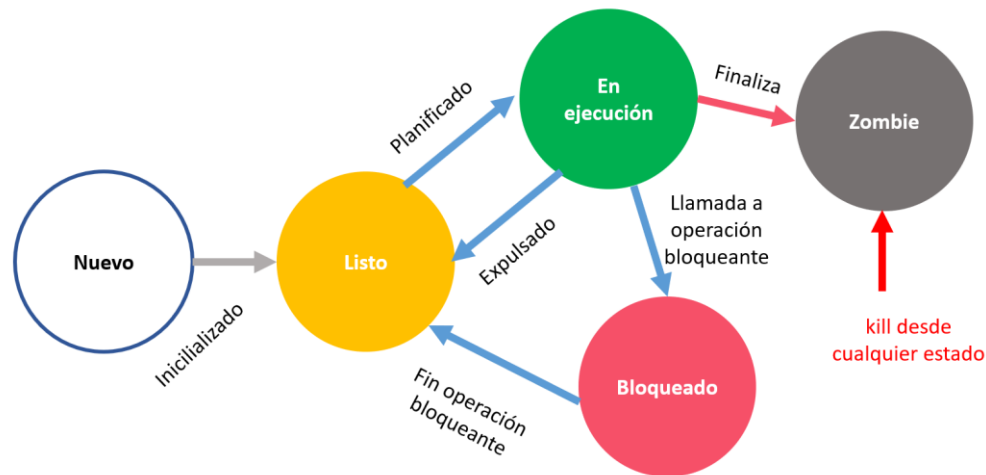 Nuevo
Inicilializado
Listo
Planificado
Expulsado
En
ejecución
Finaliza
Zombie
Llamada a
operación
bloqueante
Bloqueado
Fin operación
bloqueante
kill desde
cualquier estado